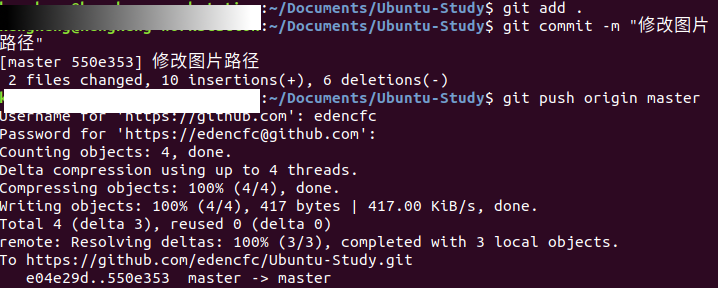 :~/Documents/Ubuntu-Study$ git add .
:~/Documents/Ubuntu-Study$ git commit -m "修改图片
路径"
[master 550e353] 修改图片路径
2 files changed, 10 insertions(+), 6 deletions(-)
:~/Documents/Ubuntu-Study$ git push origin master
Username for 'https://github.com': edencfc
Password for 'https://edencfc@github.com':
Counting objects: 4, done.
Delta compression using up to 4 threads.
Compressing objects: 100% (4/4), done.
Writing objects: 100% (4/4), 417 bytes | 417.00 KiB/s, done.
Total 4 (delta 3), reused 0 (delta 0)
remote: Resolving deltas: 100% (3/3), completed with 3 local objects.
To https://github.com/edencfc/Ubuntu-Study.git
e04e29d..550e353  master -> master